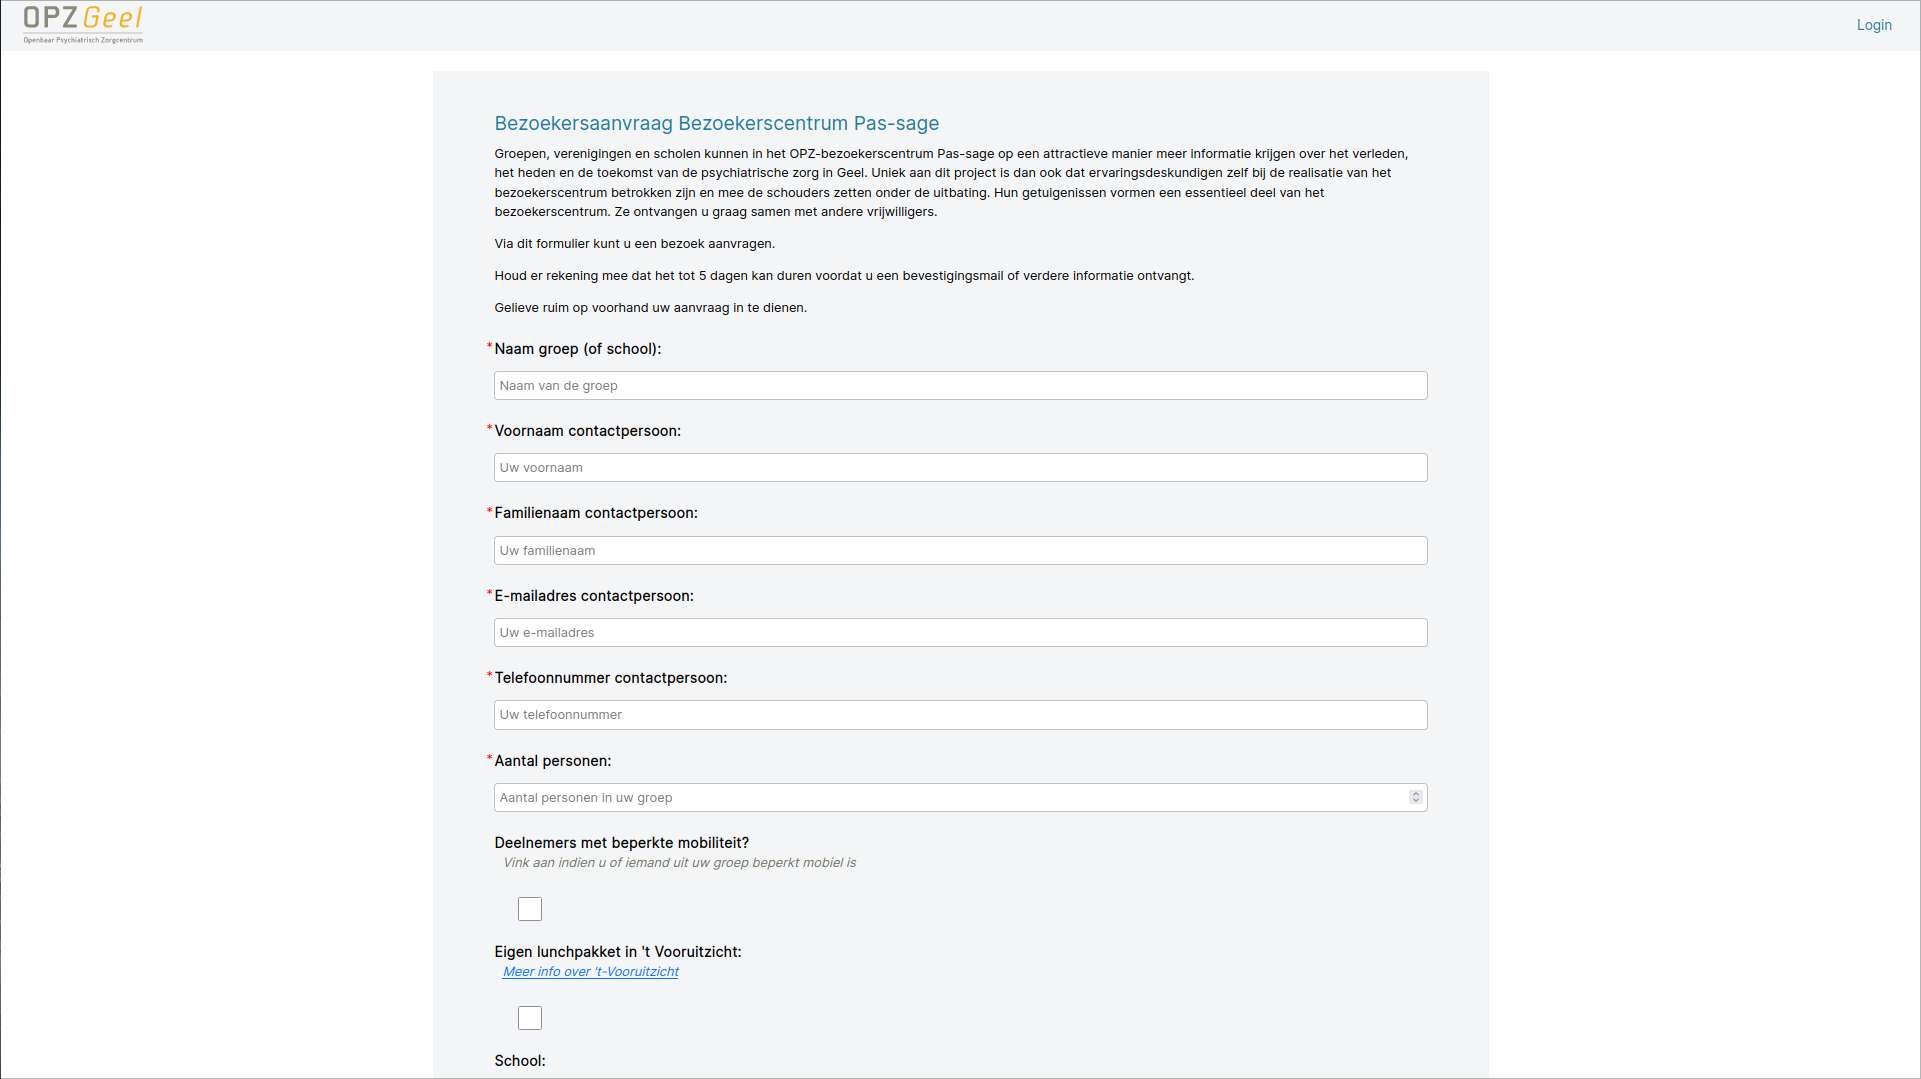 OPZ Geel
Openbaar Psychiatrisch Zorgcentrum
Login
Bezoekersaanvraag Bezoekerscentrum Pas-sage
Groepen, verenigingen en scholen kunnen in het OPZ-bezoekerscentrum Pas-sage op een attractieve manier meer informatie krijgen over het verleden,
het heden en de toekomst van de psychiatrische zorg in Geel. Uniek aan dit project is dan ook dat ervaringsdeskundigen zelf bij de realisatie van het
bezoekerscentrum betrokken zijn en mee de schouders zetten onder de uitbating. Hun getuigenissen vormen een essentieel deel van het
bezoekerscentrum. Ze ontvangen u graag samen met andere vrijwilligers.
Via dit formulier kunt u een bezoek aanvragen.
Houd er rekening mee dat het tot 5 dagen kan duren voordat u een bevestigingsmail of verdere informatie ontvangt.
Gelieve ruim op voorhand uw aanvraag in te dienen.
*Naam groep (of school):
Naam van de groep
*Voornaam contactpersoon:
Uw voornaam
*Familienaam contactpersoon:
Uw familienaam
*E-mailadres contactpersoon:
Uw e-mailadres
*Telefoonnummer contactpersoon:
Uw telefoonnummer
*Aantal personen:
Aantal personen in uw groep
Deelnemers met beperkte mobiliteit?
Vink aan indien u of iemand uit uw groep beperkt mobiel is
Eigen lunchpakket in 't Vooruitzicht:
Meer info over 't-Vooruitzicht
School: